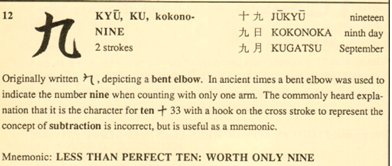 12
九
KYŪ, KU, kokono-
NINE
2 strokes
十九 JŪKYŪ nineteen
九日 KOKONOKA ninth day
九月 KUGATSU September
Originally written , depicting a bent elbow. In ancient times a bent elbow was used to
indicate the number nine when counting with only one arm. The commonly heard expla-
nation that it is the character for ten 十 33 with a hook on the cross stroke to represent the
concept of subtraction is incorrect, but is useful as a mnemonic.
Mnemonic: LESS THAN PERFECT TEN: WORTH ONLY NINE